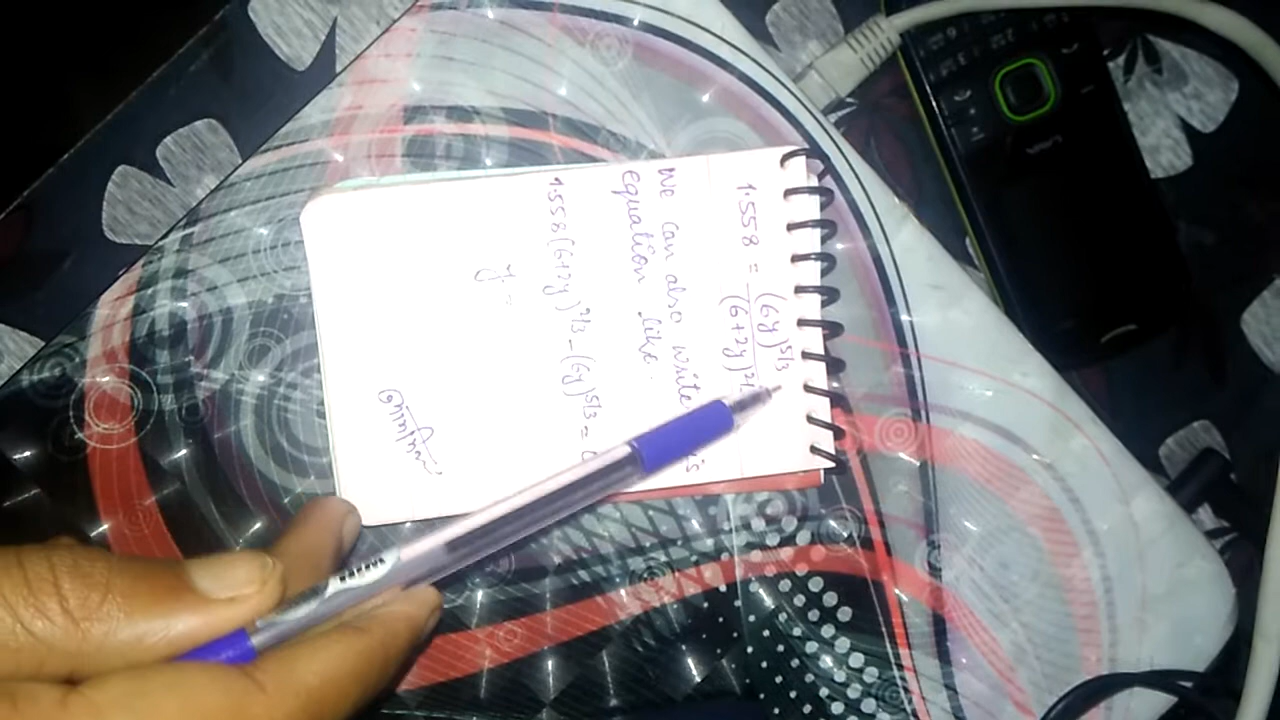 1.558 = (6y)^5/3 / (6+2y)^2/
We can also write
equation like.
1.558(6+2y)^2/3 - (6y)^5/3 =
y =